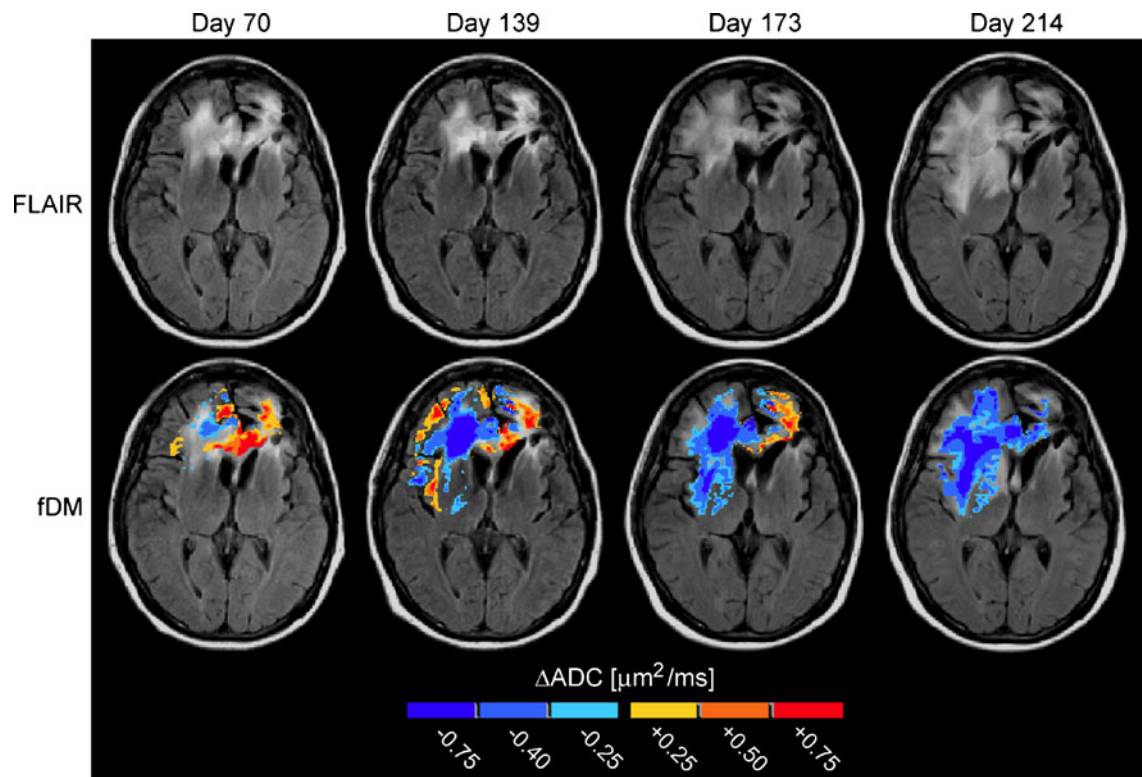 Day 70 Day 139 Day 173 Day 214
FLAIR
fDM
ΔADC [μm²/ms]
-0.75 -0.40 -0.25 +0.25 +0.50 +0.75